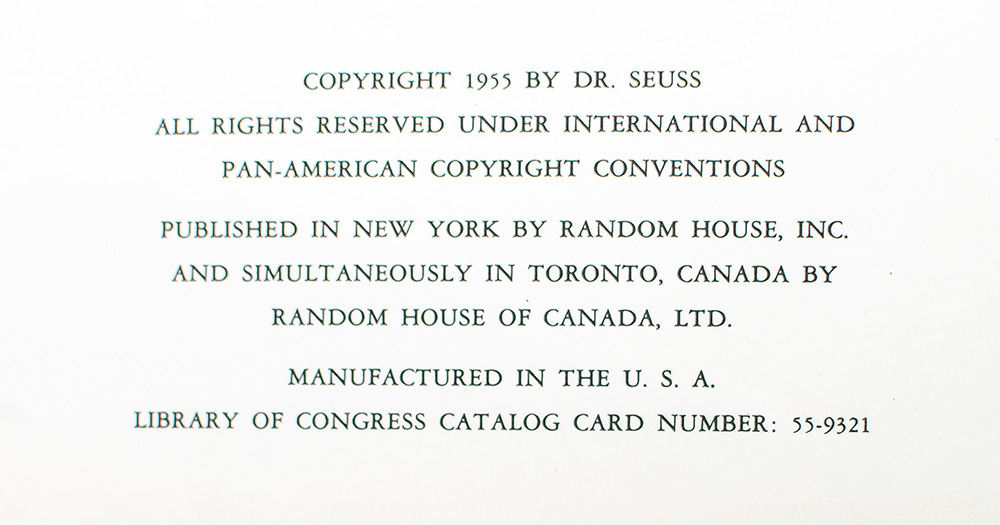 COPYRIGHT 1955 BY DR. SEUSS
ALL RIGHTS RESERVED UNDER INTERNATIONAL AND
PAN-AMERICAN COPYRIGHT CONVENTIONS
PUBLISHED IN NEW YORK BY RANDOM HOUSE, INC.
AND SIMULTANEOUSLY IN TORONTO, CANADA BY
RANDOM HOUSE OF CANADA, LTD.
MANUFACTURED IN THE U. S. A.
LIBRARY OF CONGRESS CATALOG CARD NUMBER: 55-9321